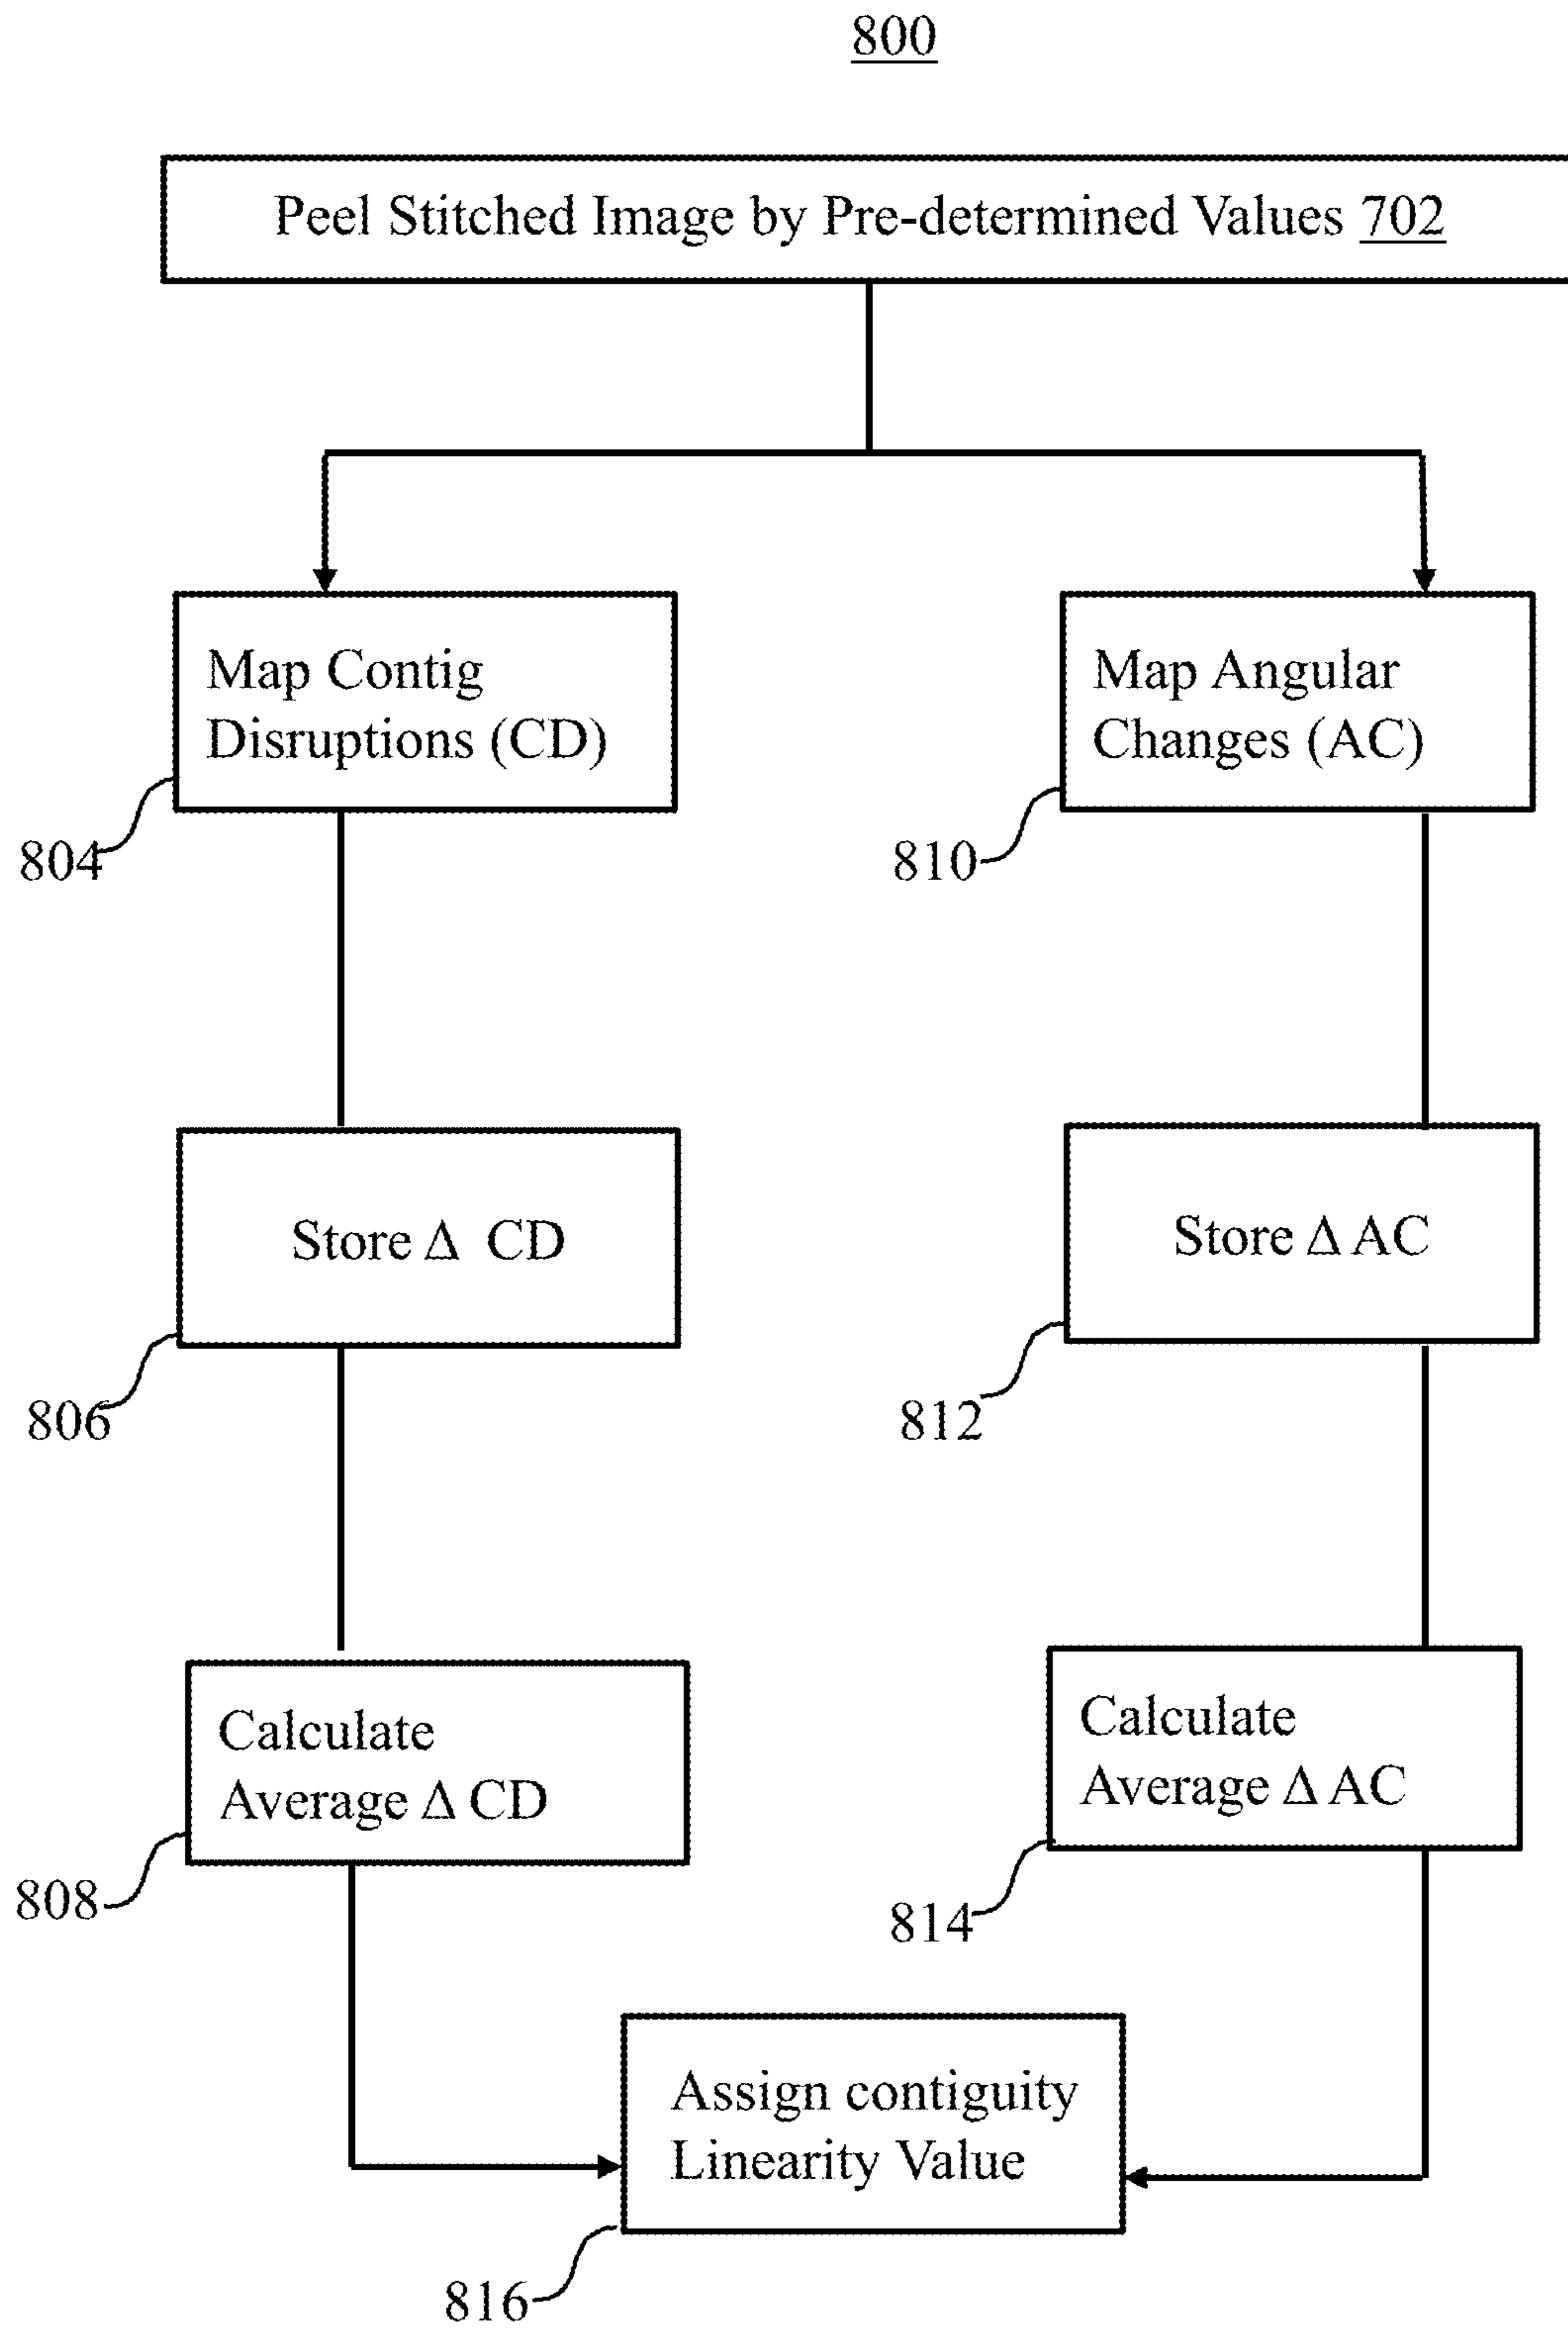 800
Peel Stitched Image by Pre-determined Values 702
Map Contig
Disruptions (CD)
804
Map Angular
Changes (AC)
810
Store Δ CD
806
Store Δ AC
812
Calculate
Average Δ CD
808
Calculate
Average Δ AC
814
Assign contiguity
Linearity Value
816